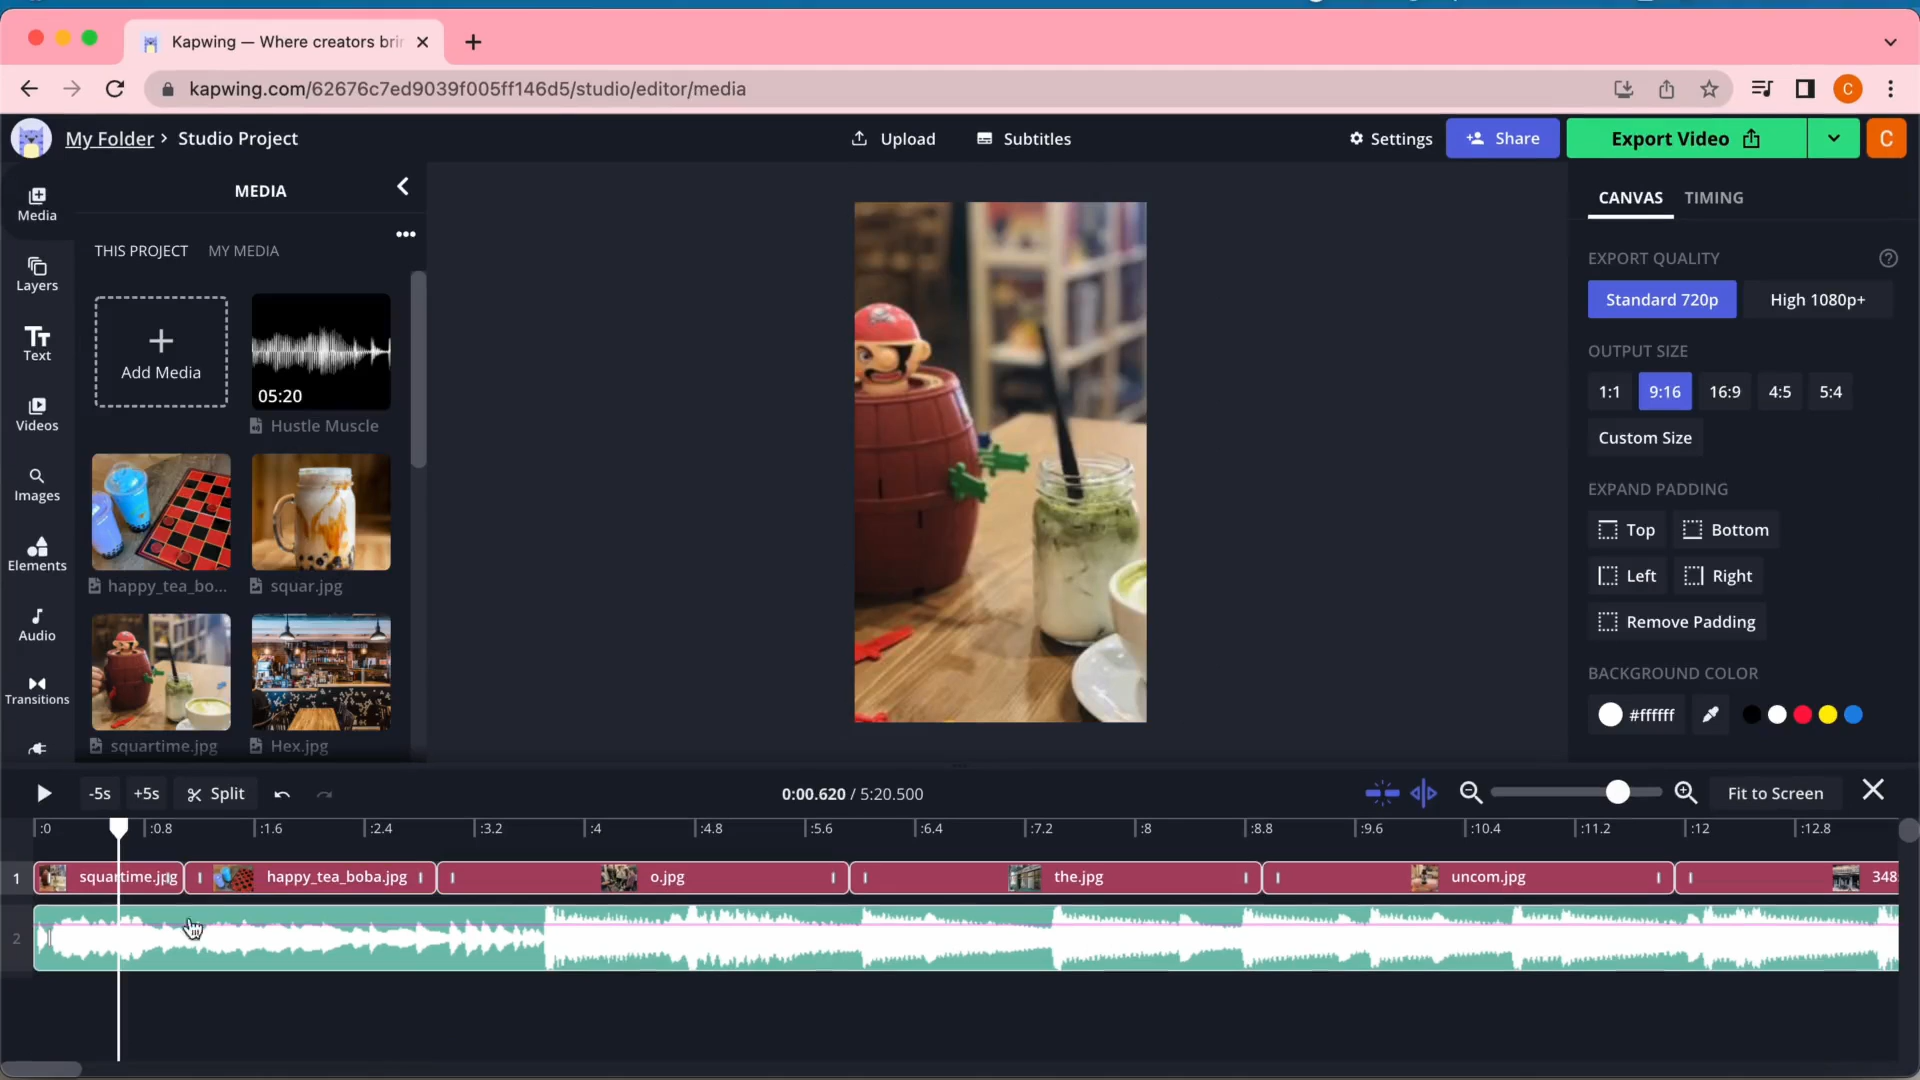 Kapwing — Where creators brir
kapwing.com/62676c7ed9039f005ff146d5/studio/editor/media
C
My Folder > Studio Project
Upload
Subtitles
Settings
Share
Export Video
C
Media
Layers
Text
Videos
Images
Elements
Audio
Transitions
MEDIA
THIS PROJECT MY MEDIA
Add Media
05:20
Hustle Muscle
happy_tea_bo...
squar.jpg
squartime.jpg
Hex.jpg
CANVAS TIMING
EXPORT QUALITY
Standard 720p High 1080p+
OUTPUT SIZE
1:1 9:16 16:9 4:5 5:4
Custom Size
EXPAND PADDING
Top Bottom
Left Right
Remove Padding
BACKGROUND COLOR
#ffffff
-5s +5s Split
0:00.620 / 5:20.500
Fit to Screen
:0 :0.8 :1.6 :2.4 :3.2 :4 :4.8 :5.6 :6.4 :7.2 :8 :8.8 :9.6 :10.4 :11.2 :12 :12.8
1 squartime.jpg happy_tea_boba.jpg o.jpg the.jpg uncom.jpg 348
2